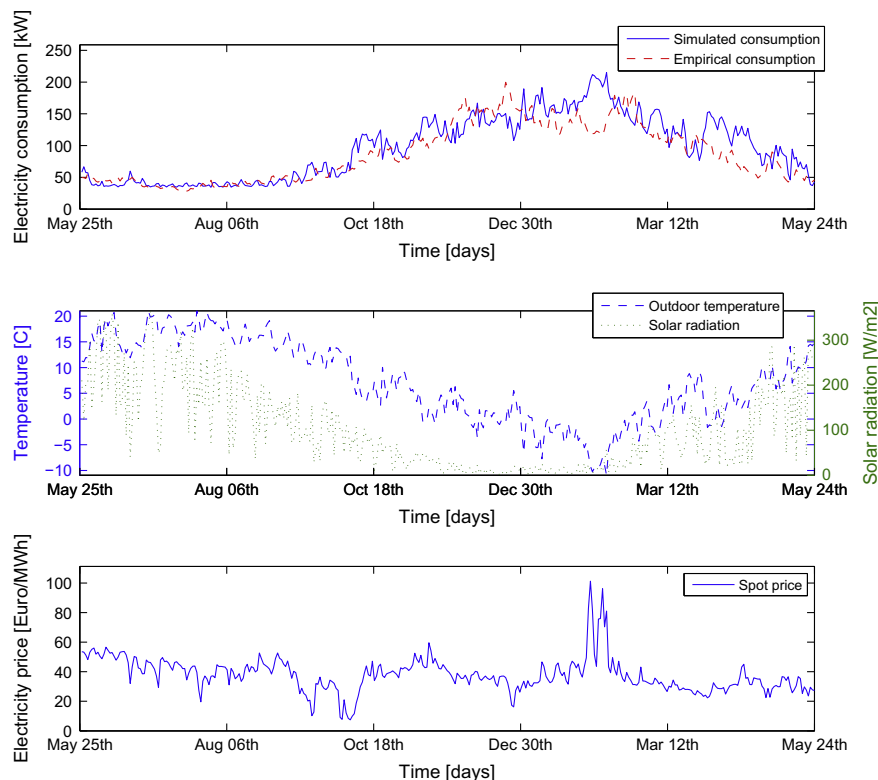 Electricity consumption [kW]
250
200
150
100
50
0
Simulated consumption
Empirical consumption
May 25th Aug 06th Oct 18th Dec 30th Mar 12th May 24th
Time [days]
Temperature [C]
20
15
10
5
0
−5
−10
Outdoor temperature
Solar radiation
300
200
100
0
Solar radiation [W/m2]
May 25th Aug 06th Oct 18th Dec 30th Mar 12th May 24th
Time [days]
Electricity price [Euro/MWh]
100
80
60
40
20
0
Spot price
May 25th Aug 06th Oct 18th Dec 30th Mar 12th May 24th
Time [days]